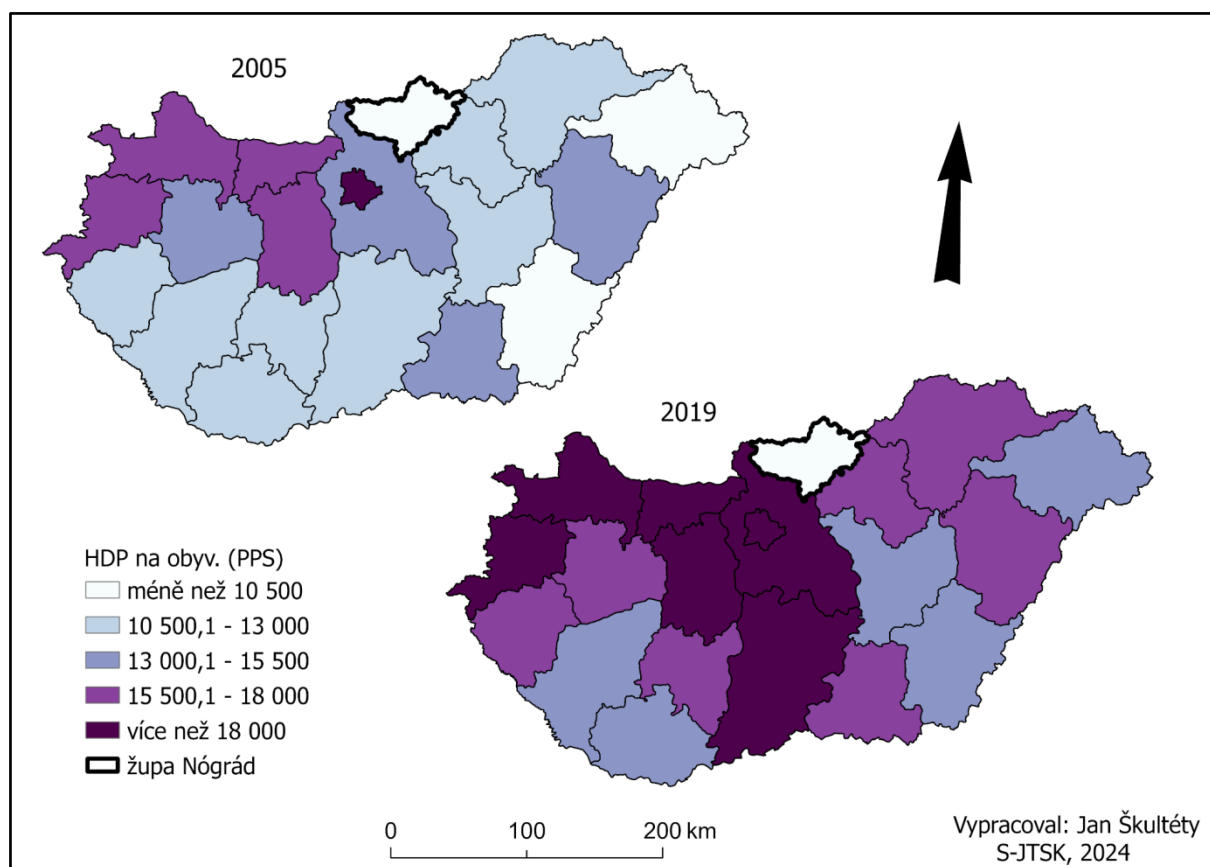 2005
2019
HDP na obyv. (PPS)
méně než 10 500
10 500,1 - 13 000
13 000,1 - 15 500
15 500,1 - 18 000
více než 18 000
župa Nógrád
0 100 200 km
Vypracoval: Jan Škultéty
S-JTSK, 2024